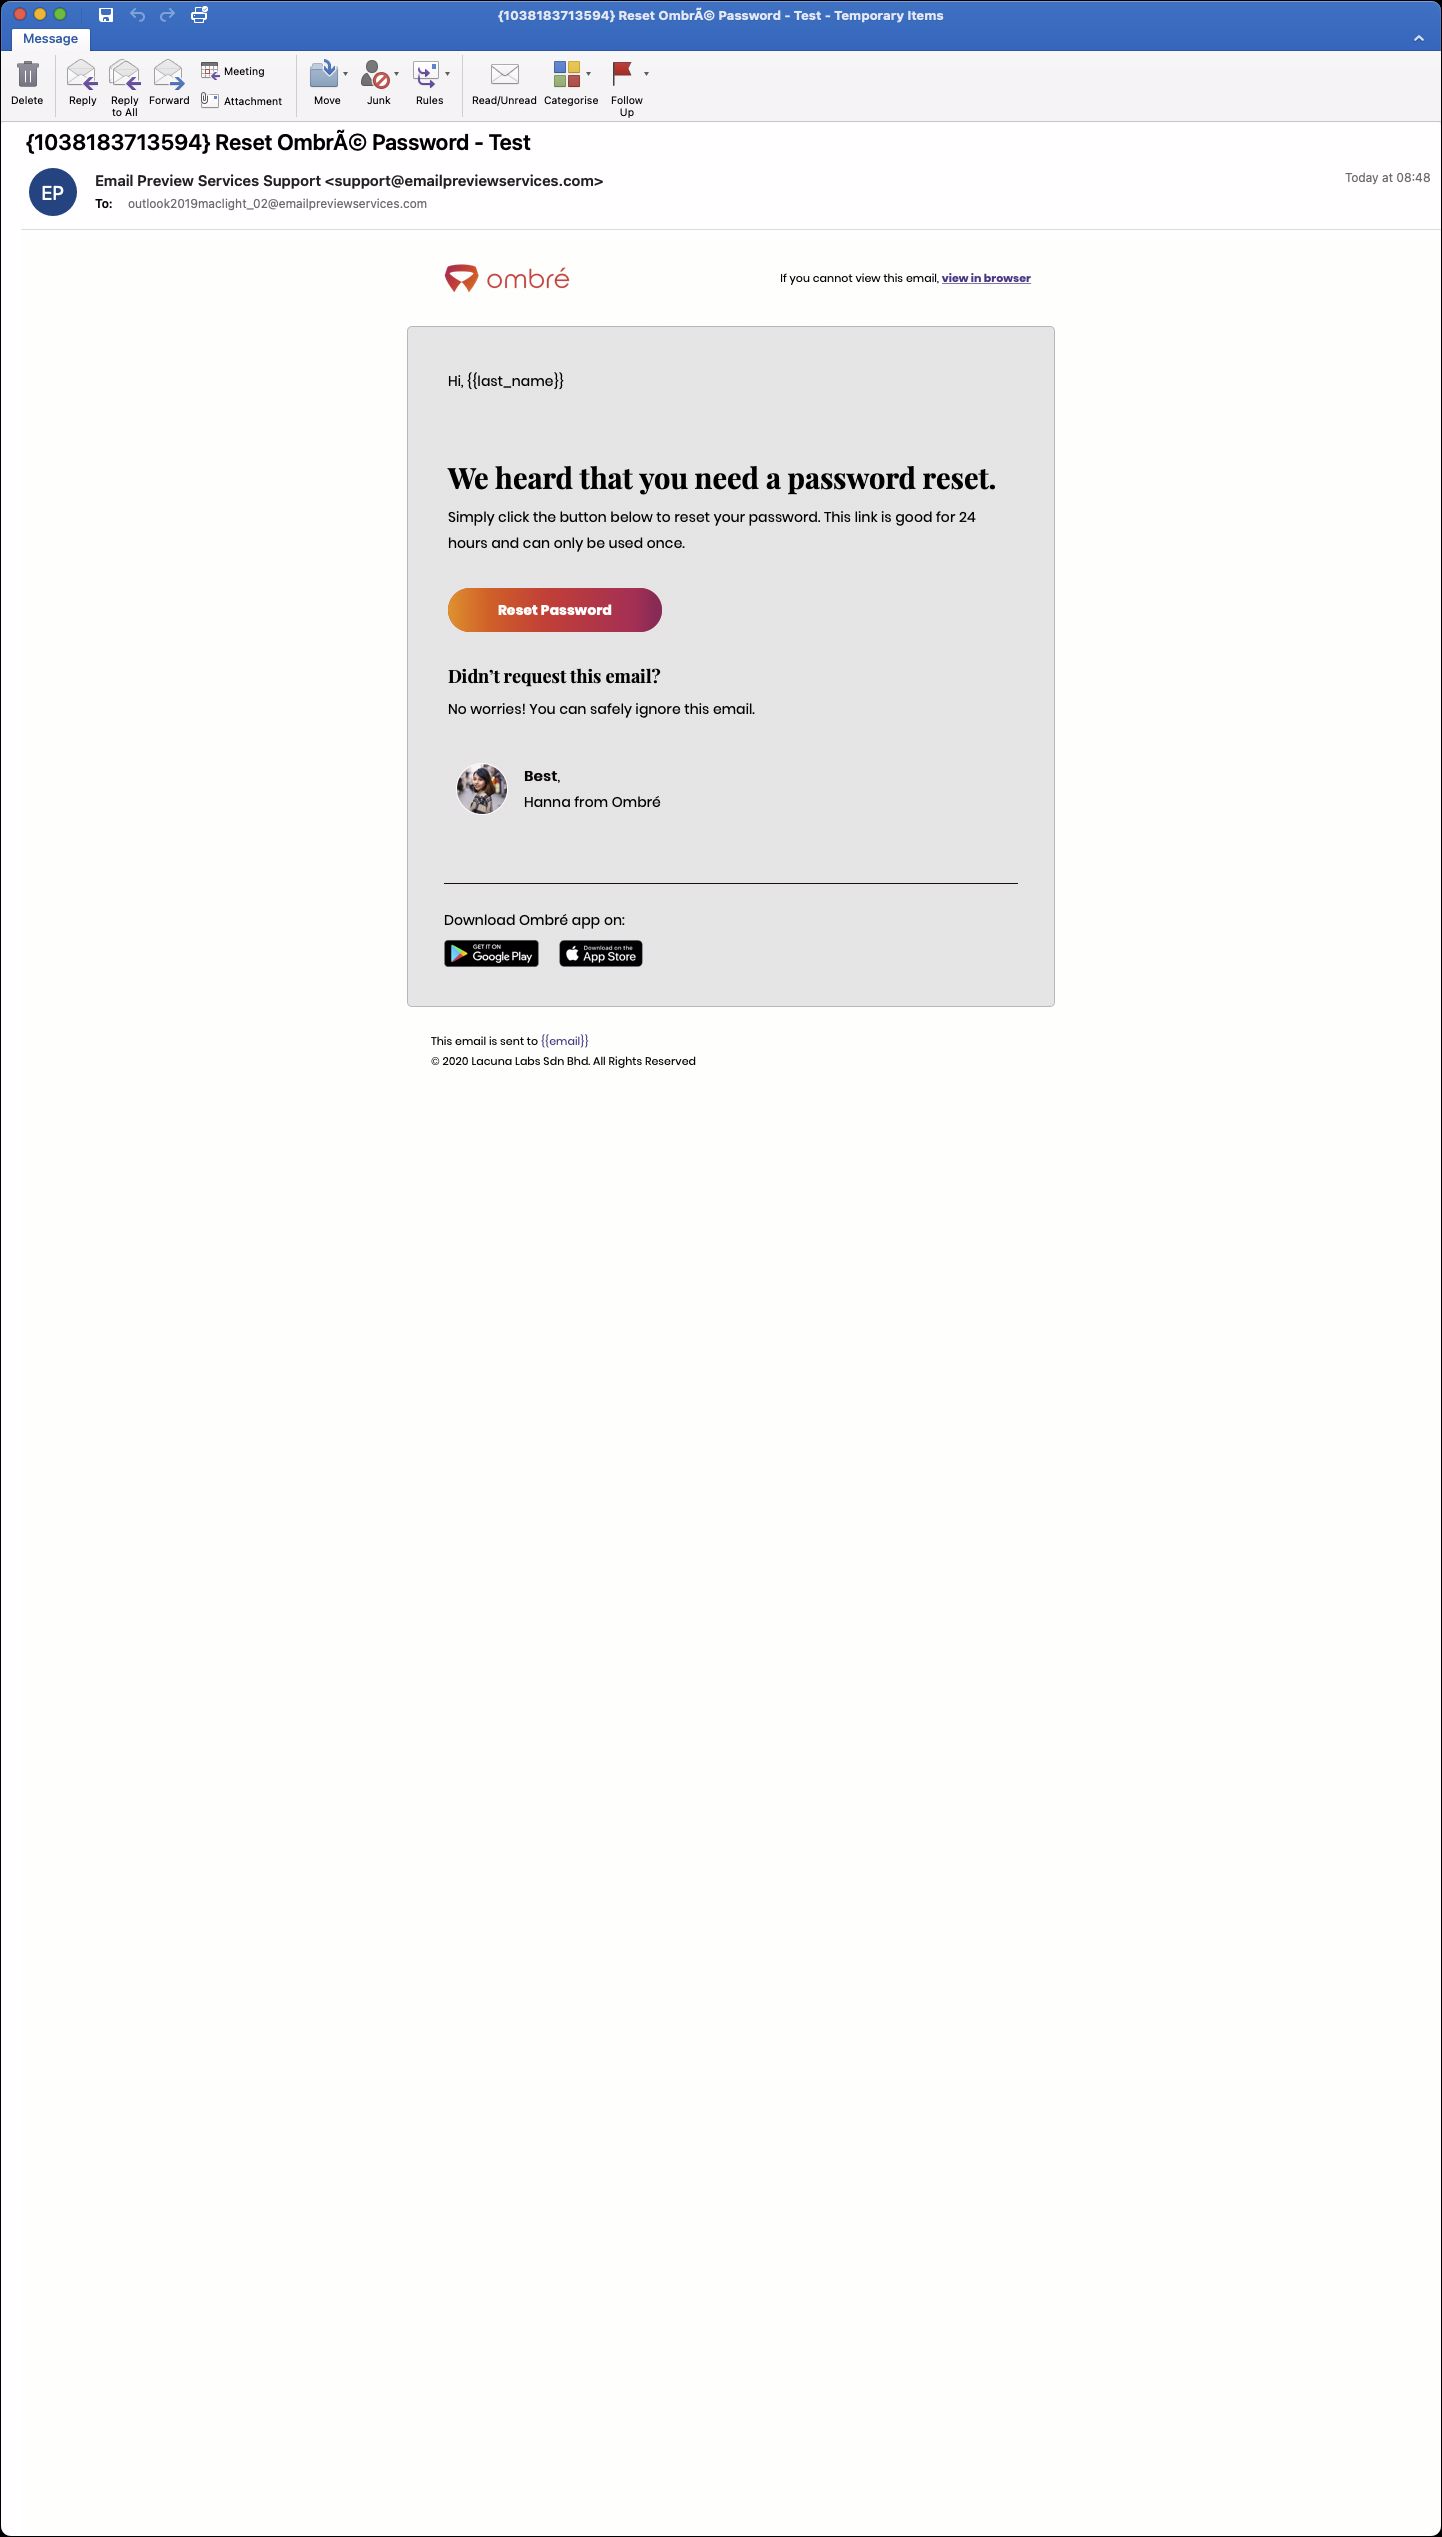 {1038183713594} Reset OmbrÃ© Password - Test - Temporary Items
Message
Delete
Reply
Reply
to All
Forward
Meeting
Attachment
Move
Junk
Rules
Read/Unread
Categorise
Follow
Up
{1038183713594} Reset OmbrÃ© Password - Test
EP
Email Preview Services Support <support@emailpreviewservices.com>
Today at 08:48
To: outlook2019maclight_02@emailpreviewservices.com
ombré
If you cannot view this email, view in browser
Hi, {{last_name}}
We heard that you need a password reset.
Simply click the button below to reset your password. This link is good for 24
hours and can only be used once.
Reset Password
Didn’t request this email?
No worries! You can safely ignore this email.
Best,
Hanna from Ombré
Download Ombré app on:
GET IT ON
Google Play
Download on the
App Store
This email is sent to {{email}}
© 2020 Lacuna Labs Sdn Bhd. All Rights Reserved